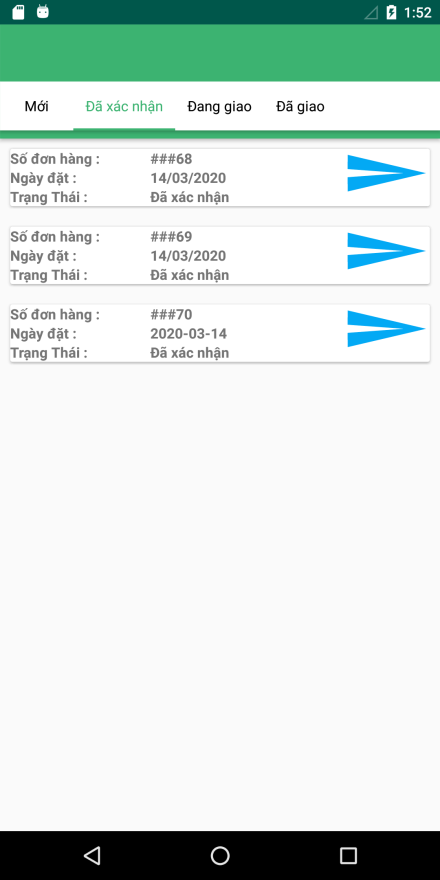 1:52
Mới Đã xác nhận Đang giao Đã giao
Số đơn hàng : ###68
Ngày đặt : 14/03/2020
Trạng Thái : Đã xác nhận
Số đơn hàng : ###69
Ngày đặt : 14/03/2020
Trạng Thái : Đã xác nhận
Số đơn hàng : ###70
Ngày đặt : 2020-03-14
Trạng Thái : Đã xác nhận